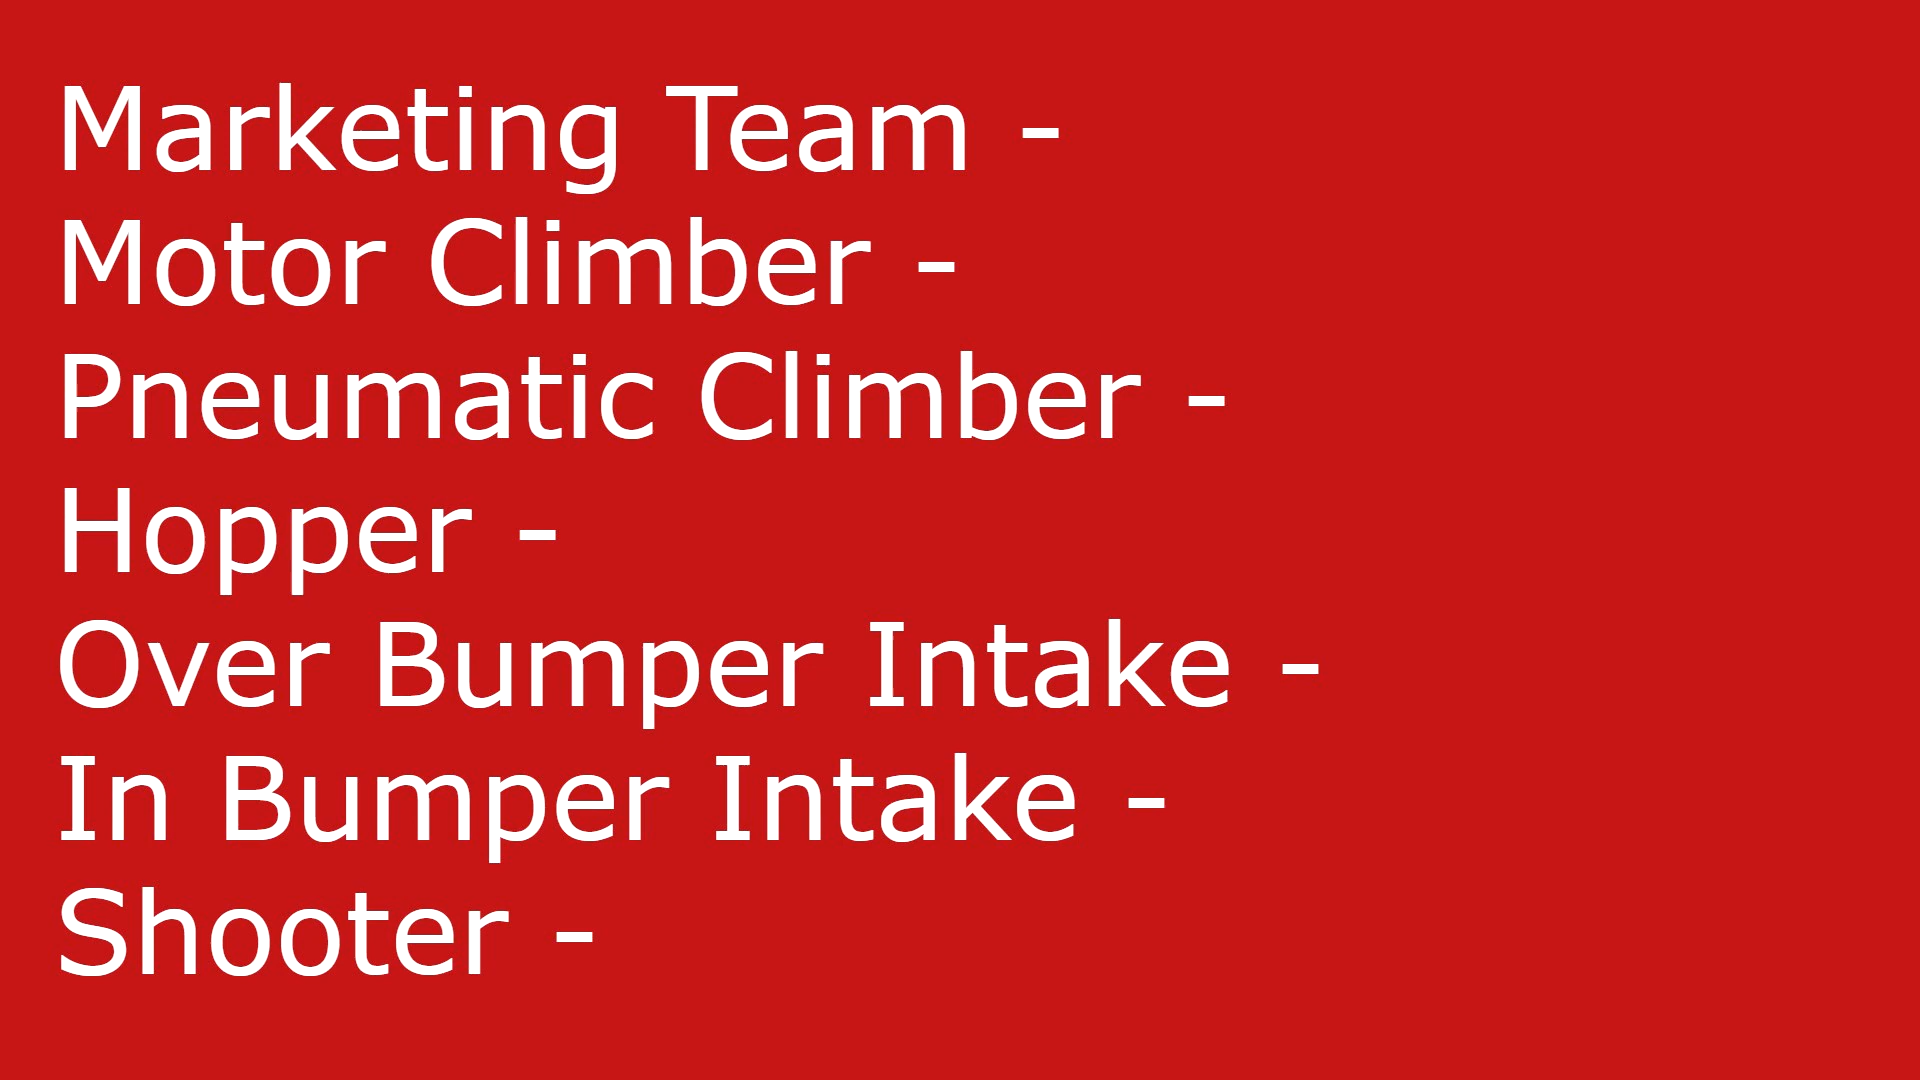 Marketing Team -
Motor Climber -
Pneumatic Climber -
Hopper -
Over Bumper Intake -
In Bumper Intake -
Shooter -